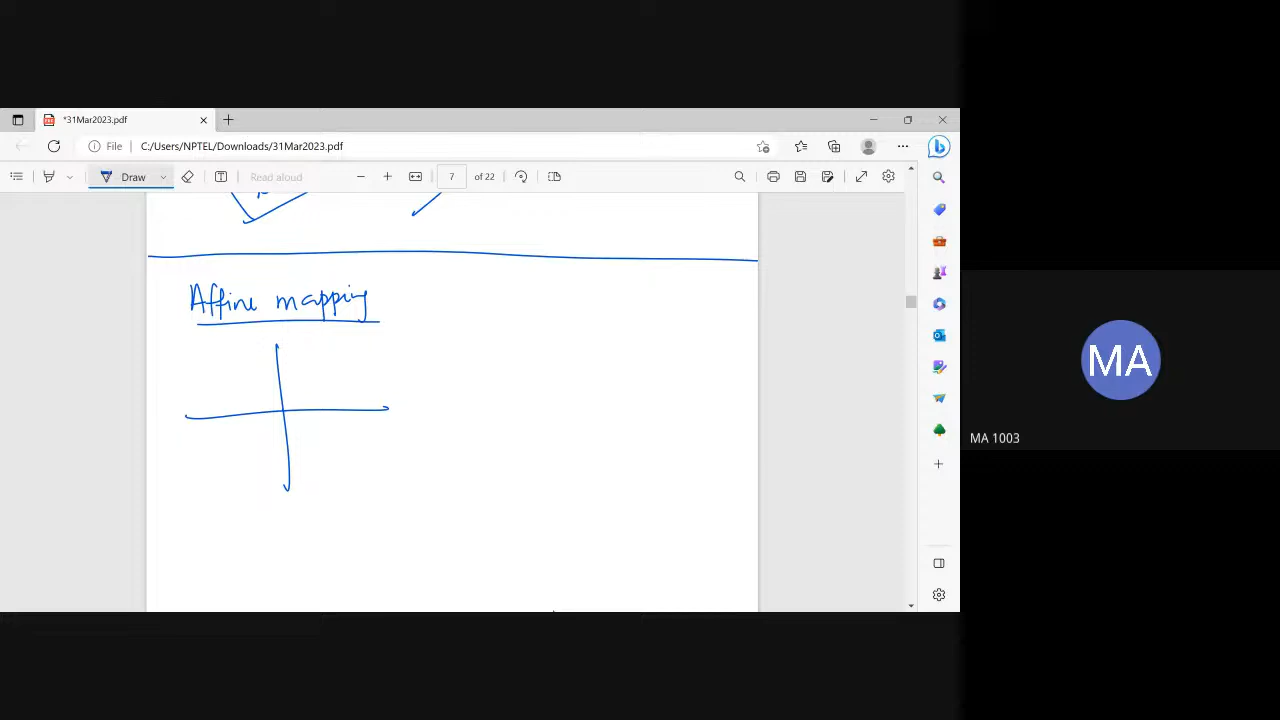 *31Mar2023.pdf
File C:/Users/NPTEL/Downloads/31Mar2023.pdf
Draw Read aloud 7 of 22
Affine mapping
MA
MA 1003